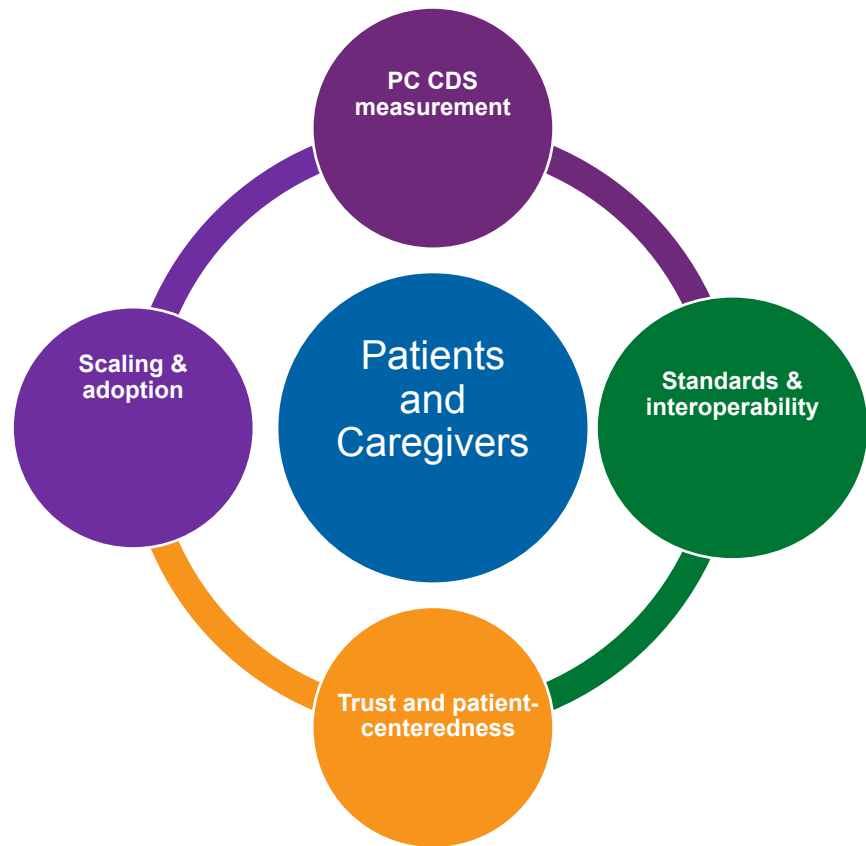 PC CDS
measurement
Scaling &
adoption
Patients
and
Caregivers
Standards &
interoperability
Trust and patient-
centeredness